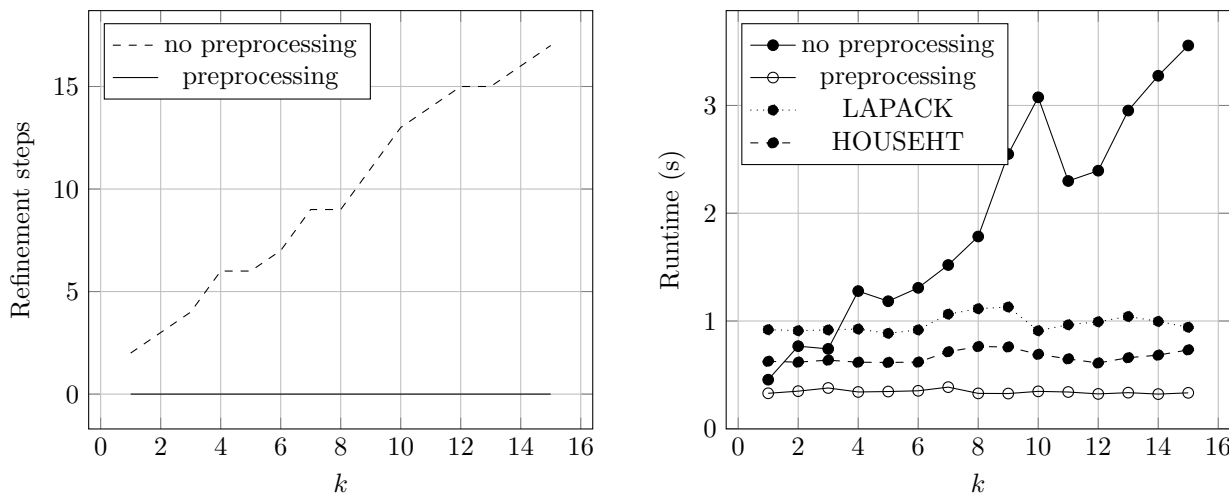 no preprocessing
preprocessing
15
10
5
0
Refinement steps
0 2 4 6 8 10 12 14 16
k
no preprocessing
preprocessing
LAPACK
HOUSEHT
3
2
1
0
Runtime (s)
0 2 4 6 8 10 12 14 16
k